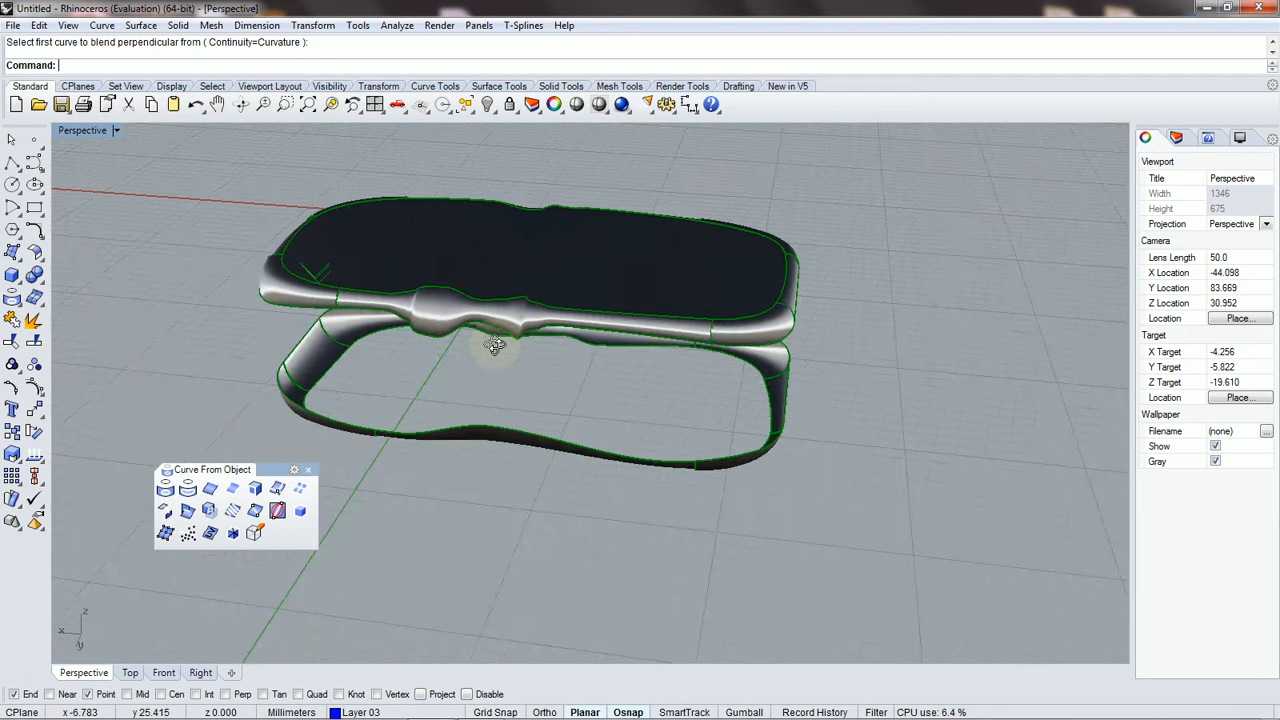 Untitled - Rhinoceros (Evaluation) (64-bit) - [Perspective]
File Edit View Curve Surface Solid Mesh Dimension Transform Tools Analyze Render Panels T-Splines Help
Select first curve to blend perpendicular from ( Continuity=Curvature ):
Command:
Standard CPlanes Set View Display Select Viewport Layout Visibility Transform Curve Tools Surface Tools Solid Tools Mesh Tools Render Tools Drafting New in V5
Perspective
Viewport
Title Perspective
Width 1346
Height 675
Projection Perspective
Camera
Lens Length 50.0
X Location -44.098
Y Location 83.669
Z Location 30.952
Location Place...
Target
X Target -4.256
Y Target -5.822
Z Target -19.610
Location Place...
Wallpaper
Filename (none) ...
Show
Gray
Curve From Object
z
x
y
Perspective Top Front Right
End Near Point Mid Cen Int Perp Tan Quad Knot Vertex Project Disable
CPlane x -6.783 y 25.415 z 0.000 Millimeters Layer 03 Grid Snap Ortho Planar Osnap SmartTrack Gumball Record History Filter CPU use: 6.4 %